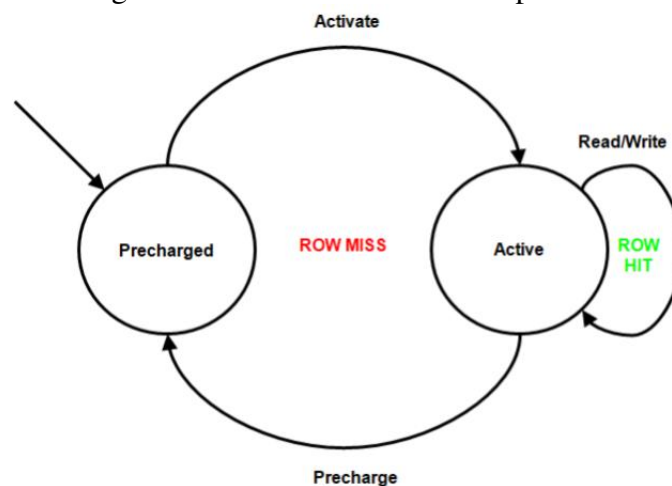 Activate
Read/Write
Precharged
ROW MISS
Active
ROW
HIT
Precharge